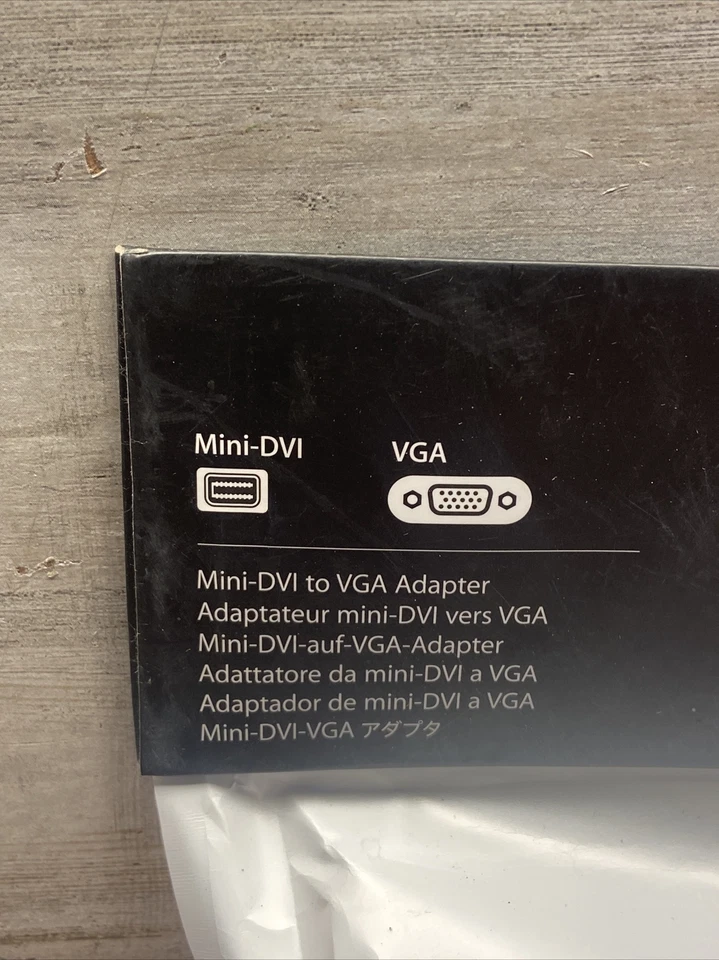 Mini-DVI
VGA
Mini-DVI to VGA Adapter
Adaptateur mini-DVI vers VGA
Mini-DVI-auf-VGA-Adapter
Adattatore da mini-DVI a VGA
Adaptador de mini-DVI a VGA
Mini-DVI-VGA アダプタ